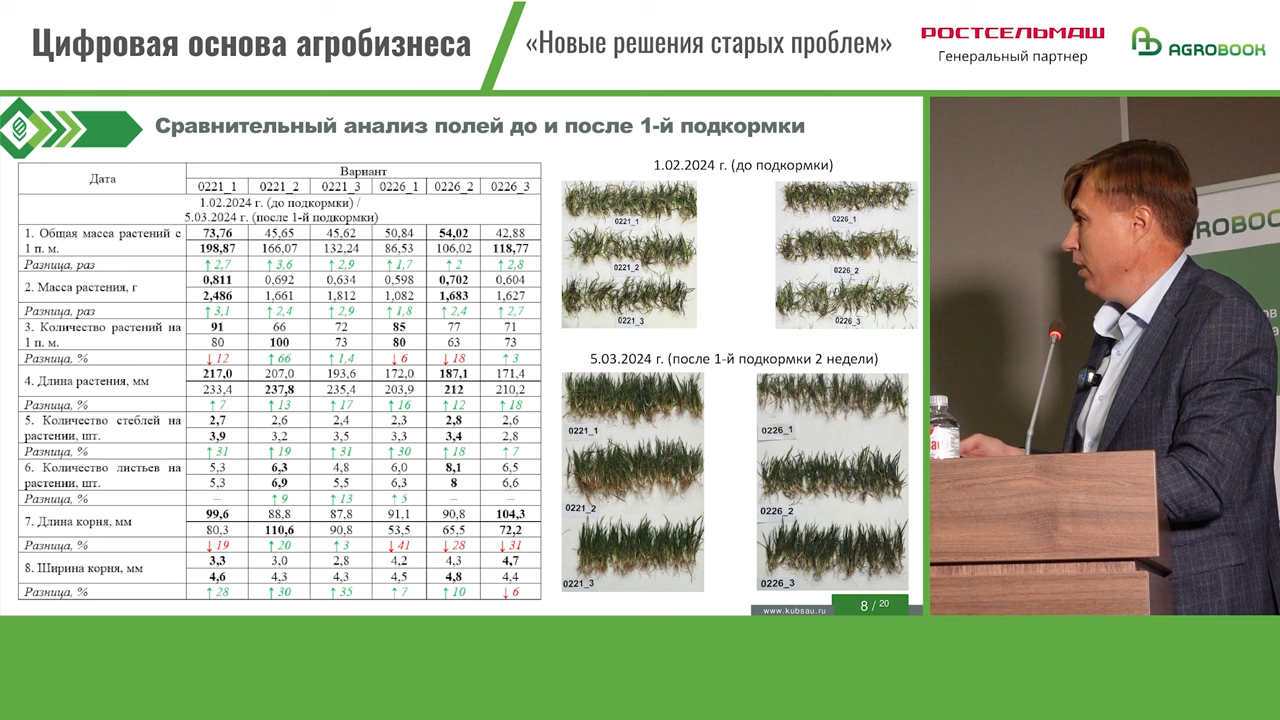 Цифровая основа агробизнеса
«Новые решения старых проблем»
РОСТСЕЛЬМАШ
Генеральный партнер
AGROBOOK
Сравнительный анализ полей до и после 1-й подкормки
Дата
Вариант
0221_1 0221_2 0221_3 0226_1 0226_2 0226_3
1.02.2024 г. (до подкормки) /
5.03.2024 г. (после 1-й подкормки)
1. Общая масса растений с 73,76 45,65 45,62 50,84 54,02 42,88
1 п. м. 198,87 166,07 132,24 86,53 106,02 118,77
Разница, раз ↑ 2,7 ↑ 3,6 ↑ 2,9 ↑ 1,7 ↑ 2 ↑ 2,8
2. Масса растения, г 0,811 0,692 0,634 0,598 0,702 0,604
2,486 1,661 1,812 1,082 1,683 1,627
Разница, раз ↑ 3,1 ↑ 2,4 ↑ 2,9 ↑ 1,8 ↑ 2,4 ↑ 2,7
3. Количество растений на 91 66 72 85 77 71
1 п. м. 80 100 73 80 63 73
Разница, % ↓ 12 ↑ 66 ↑ 1,4 ↓ 6 ↓ 18 ↑ 3
4. Длина растения, мм 217,0 207,0 193,6 172,0 187,1 171,4
233,4 237,8 235,4 203,9 212 210,2
Разница, % ↑ 7 ↑ 13 ↑ 17 ↑ 16 ↑ 12 ↑ 18
5. Количество стеблей на 2,7 2,6 2,4 2,3 2,8 2,6
растении, шт. 3,9 3,2 3,5 3,3 3,4 2,8
Разница, % ↑ 31 ↑ 19 ↑ 31 ↑ 30 ↑ 18 ↑ 7
6. Количество листьев на 5,3 6,3 4,8 6,0 8,1 6,5
растении, шт. 5,3 6,9 5,5 6,3 8 6,6
Разница, % – ↑ 9 ↑ 13 ↑ 5 – –
7. Длина корня, мм 99,6 88,8 87,8 91,1 90,8 104,3
80,3 110,6 90,8 53,5 65,5 72,2
Разница, % ↓ 19 ↑ 20 ↑ 3 ↓ 41 ↓ 28 ↓ 31
8. Ширина корня, мм 3,3 3,0 2,8 4,2 4,3 4,7
4,6 4,3 4,3 4,5 4,8 4,4
Разница, % ↑ 28 ↑ 30 ↑ 35 ↑ 7 ↑ 10 ↓ 6
1.02.2024 г. (до подкормки)
0221_1
0226_1
0221_2
0226_2
0221_3
0226_3
5.03.2024 г. (после 1-й подкормки 2 недели)
0221_1
0226_1
0221_2
0226_2
0221_3
0226_3
www.kubsau.ru
8 / 20
GROBOO